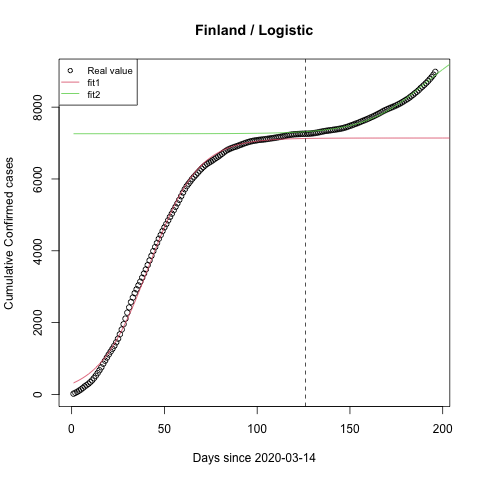 Finland / Logistic
Real value
fit1
fit2
Cumulative Confirmed cases
0
2000
4000
6000
8000
0
50
100
150
200
Days since 2020-03-14